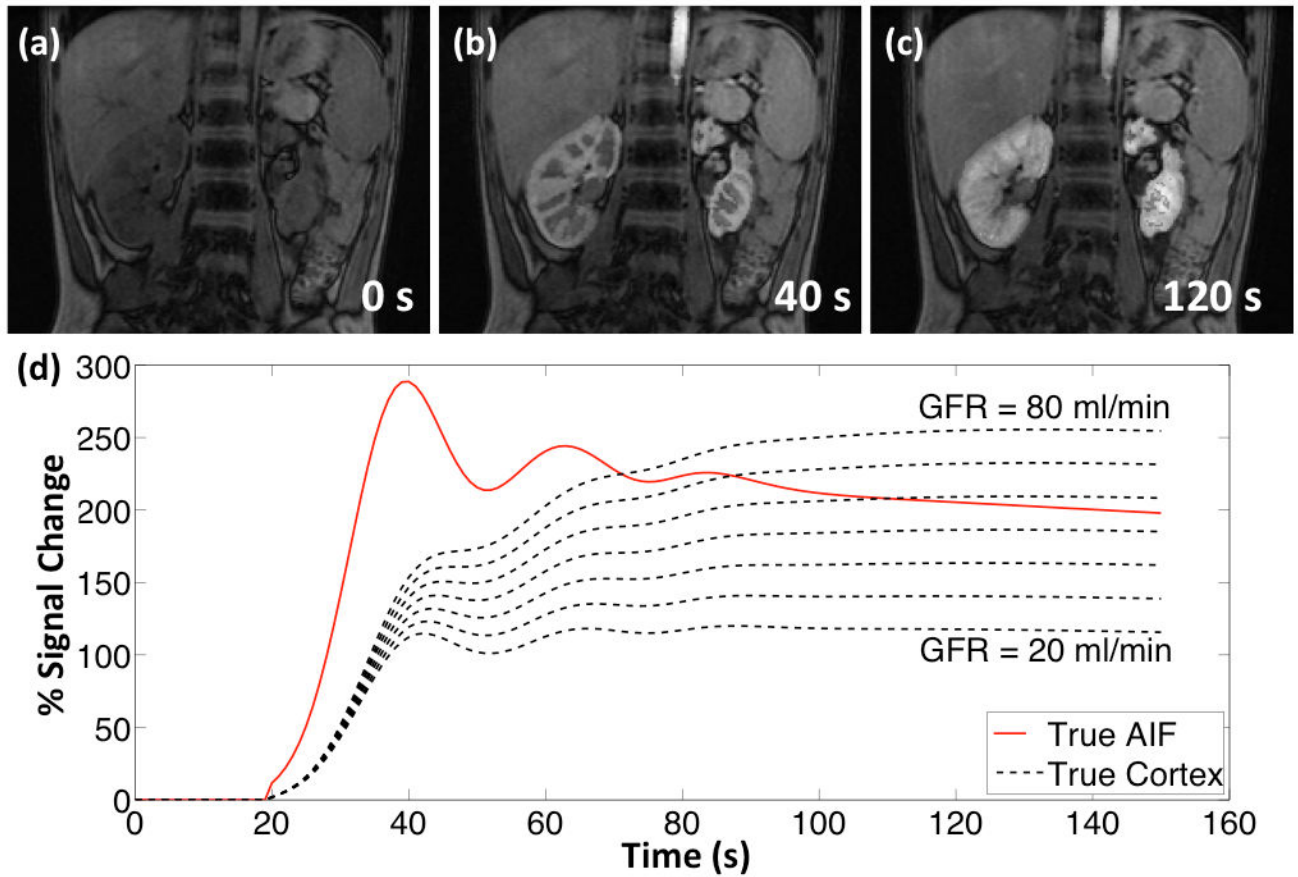 (a)
0 s
(b)
40 s
(c)
120 s
(d)
% Signal Change
300
250
200
150
100
50
0
GFR = 80 ml/min
GFR = 20 ml/min
True AIF
True Cortex
0 20 40 60 80 100 120 140 160
Time (s)